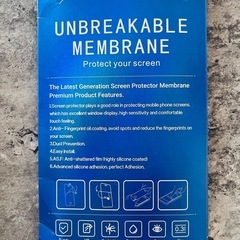 UNBREAKABLE
MEMBRANE
Protect your screen
The Latest Generation Screen Protector Membrane
Premium Product Features.
1.Screen protector plays a good role in protecting mobile phone screens,
which has excellent window display, high sensitivity and comfortable
touch feeling.
2.Anti- Fingerprint oil coating, avoid spots and reduce the fingerprints on
your screen.
3.Dust Prevention.
4.Easy Install.
5.ASF: Anti-shattered film (highly silicone coated)
6.Advanced silicone adhesion, perfect Adhesion.